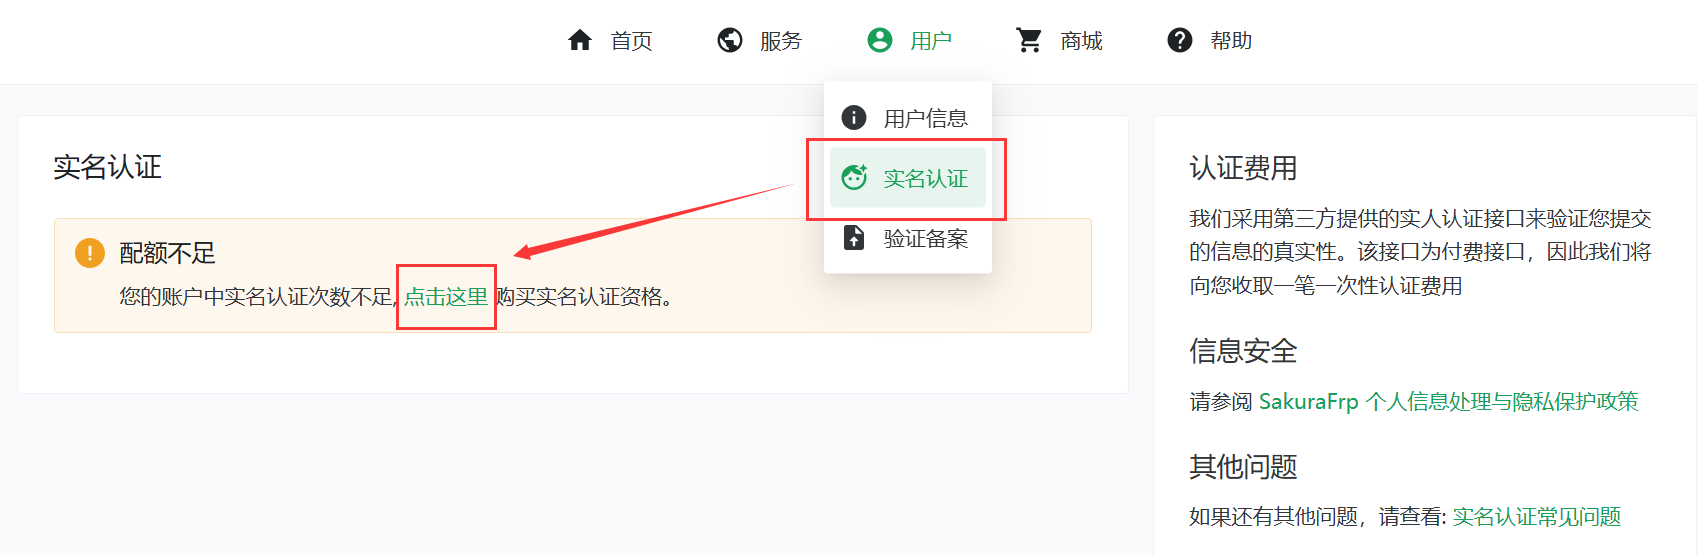 首页
服务
用户
商城
帮助
用户信息
实名认证
验证备案
实名认证
配额不足
您的账户中实名认证次数不足, 点击这里 购买实名认证资格。
认证费用
我们采用第三方提供的实人认证接口来验证您提交
的信息的真实性。该接口为付费接口，因此我们将
向您收取一笔一次性认证费用
信息安全
请参阅 SakuraFrp 个人信息处理与隐私保护政策
其他问题
如果还有其他问题，请查看: 实名认证常见问题